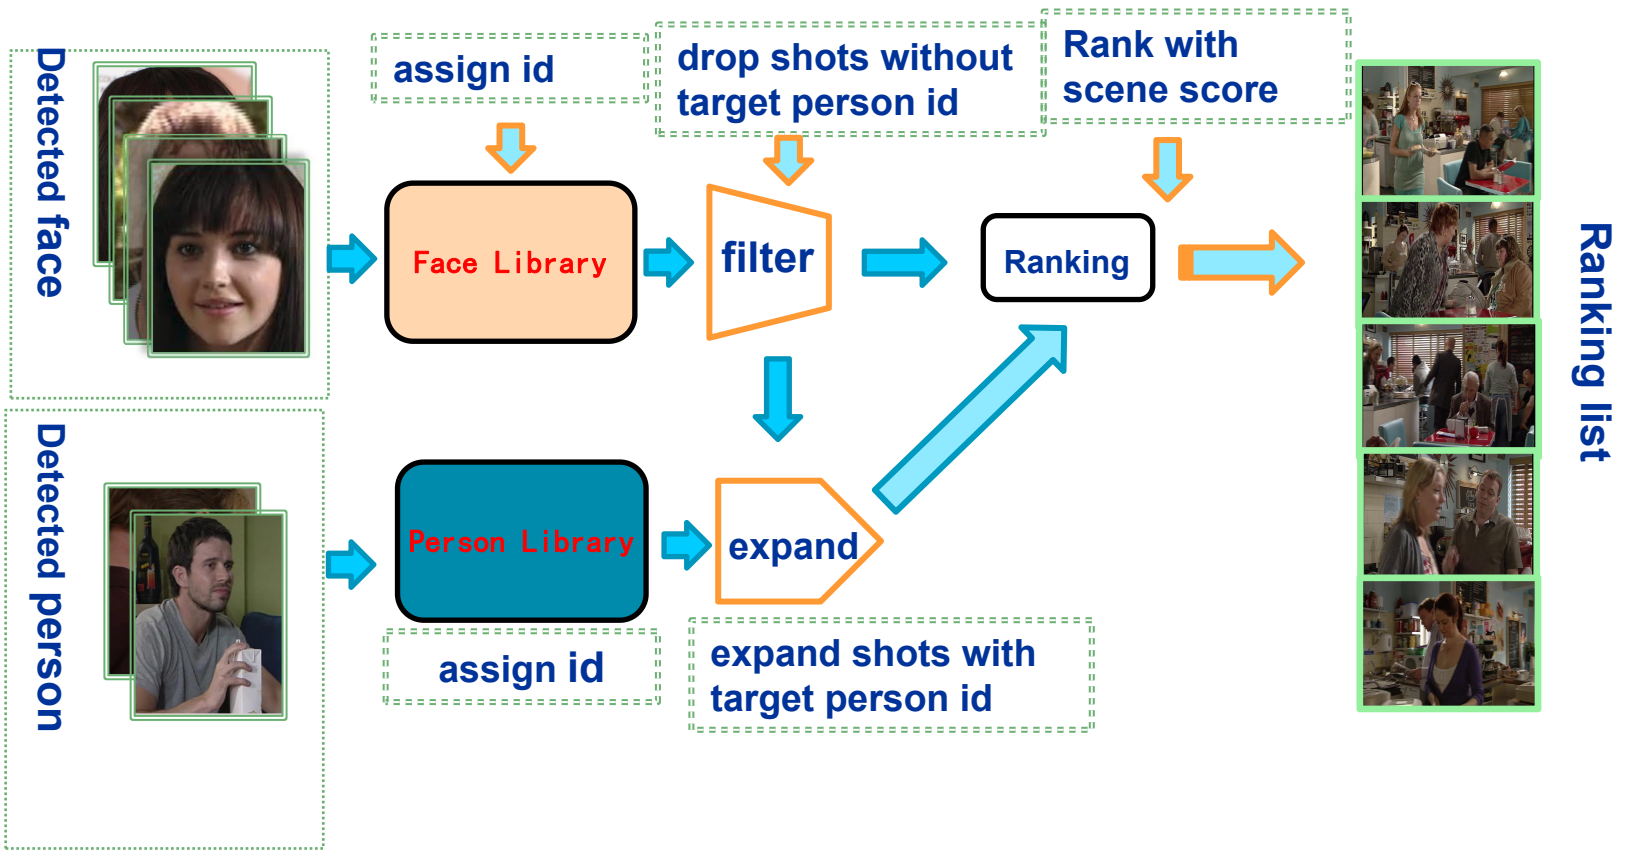 Detected face
assign id
drop shots without
target person id
Rank with
scene score
Face Library
filter
Ranking
Ranking list
Detected person
Person Library
expand
assign id
expand shots with
target person id